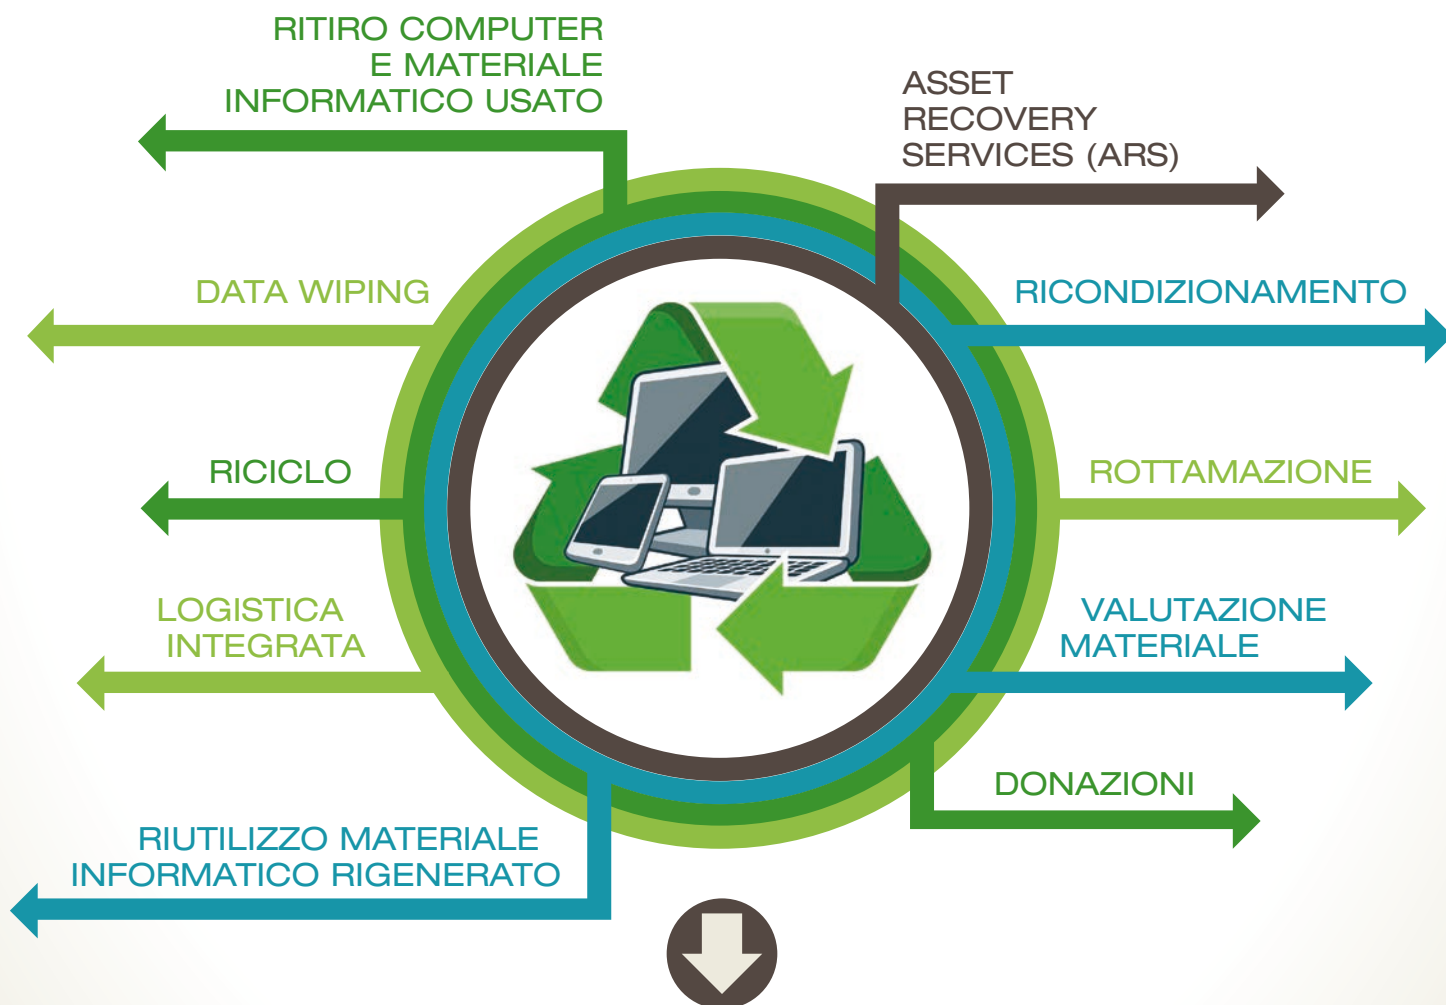 RITIRO COMPUTER
E MATERIALE
INFORMATICO USATO
ASSET
RECOVERY
SERVICES (ARS)
DATA WIPING
RICONDIZIONAMENTO
RICICLO
ROTTAMAZIONE
LOGISTICA
INTEGRATA
VALUTAZIONE
MATERIALE
DONAZIONI
RIUTILIZZO MATERIALE
INFORMATICO RIGENERATO